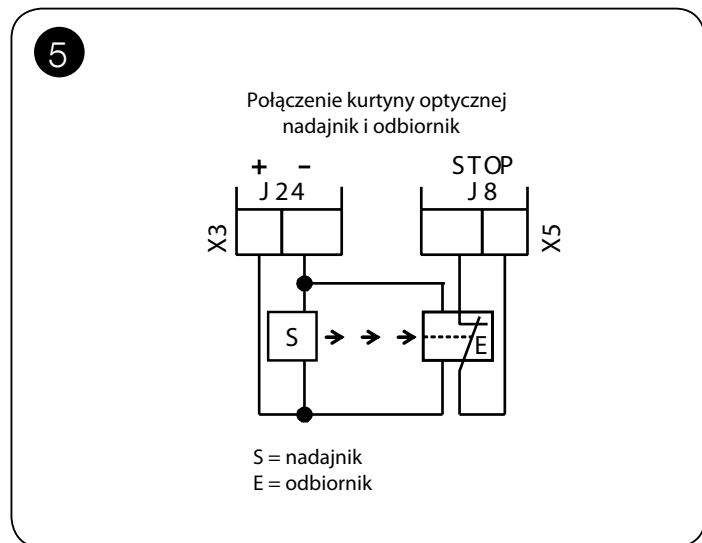 5
Połączenie kurtyny optycznej
nadajnik i odbiornik
+ - STOP
J24 J8
X3 X5
S E
S = nadajnik
E = odbiornik